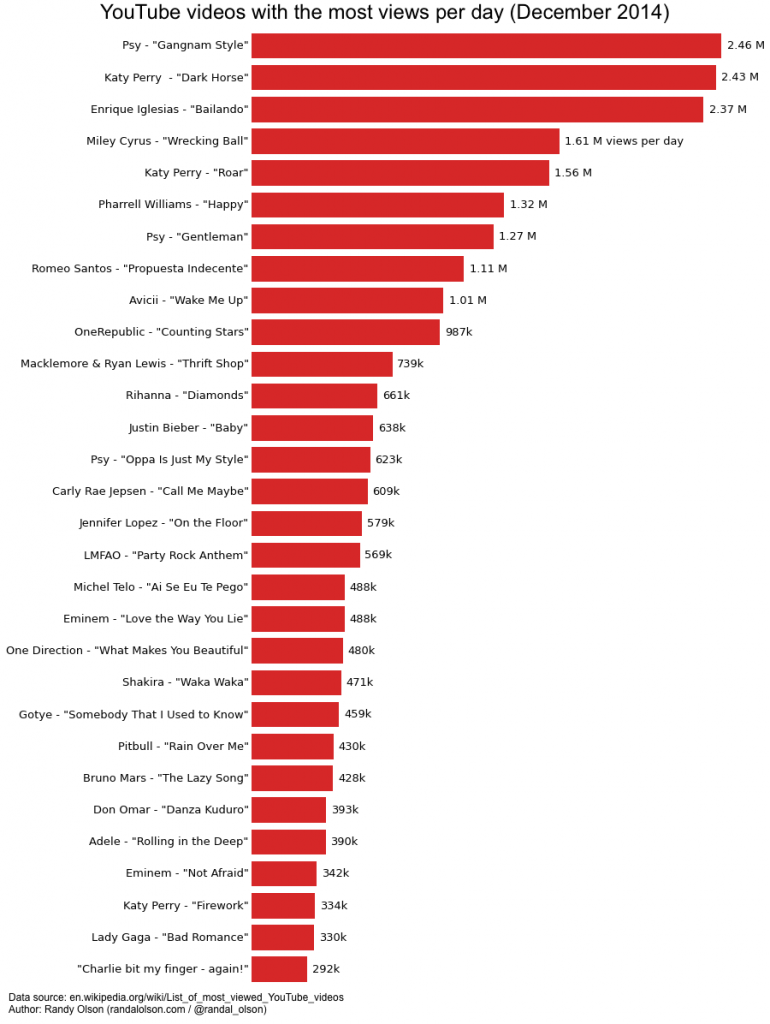 YouTube videos with the most views per day (December 2014)
Psy - "Gangnam Style" 2.46 M
Katy Perry  - "Dark Horse" 2.43 M
Enrique Iglesias - "Bailando" 2.37 M
Miley Cyrus - "Wrecking Ball" 1.61 M views per day
Katy Perry - "Roar" 1.56 M
Pharrell Williams - "Happy" 1.32 M
Psy - "Gentleman" 1.27 M
Romeo Santos - "Propuesta Indecente" 1.11 M
Avicii - "Wake Me Up" 1.01 M
OneRepublic - "Counting Stars" 987k
Macklemore & Ryan Lewis - "Thrift Shop" 739k
Rihanna - "Diamonds" 661k
Justin Bieber - "Baby" 638k
Psy - "Oppa Is Just My Style" 623k
Carly Rae Jepsen - "Call Me Maybe" 609k
Jennifer Lopez - "On the Floor" 579k
LMFAO - "Party Rock Anthem" 569k
Michel Telo - "Ai Se Eu Te Pego" 488k
Eminem - "Love the Way You Lie" 488k
One Direction - "What Makes You Beautiful" 480k
Shakira - "Waka Waka" 471k
Gotye - "Somebody That I Used to Know" 459k
Pitbull - "Rain Over Me" 430k
Bruno Mars - "The Lazy Song" 428k
Don Omar - "Danza Kuduro" 393k
Adele - "Rolling in the Deep" 390k
Eminem - "Not Afraid" 342k
Katy Perry - "Firework" 334k
Lady Gaga - "Bad Romance" 330k
"Charlie bit my finger - again!" 292k
Data source: en.wikipedia.org/wiki/List_of_most_viewed_YouTube_videos
Author: Randy Olson (randalolson.com / @randal_olson)